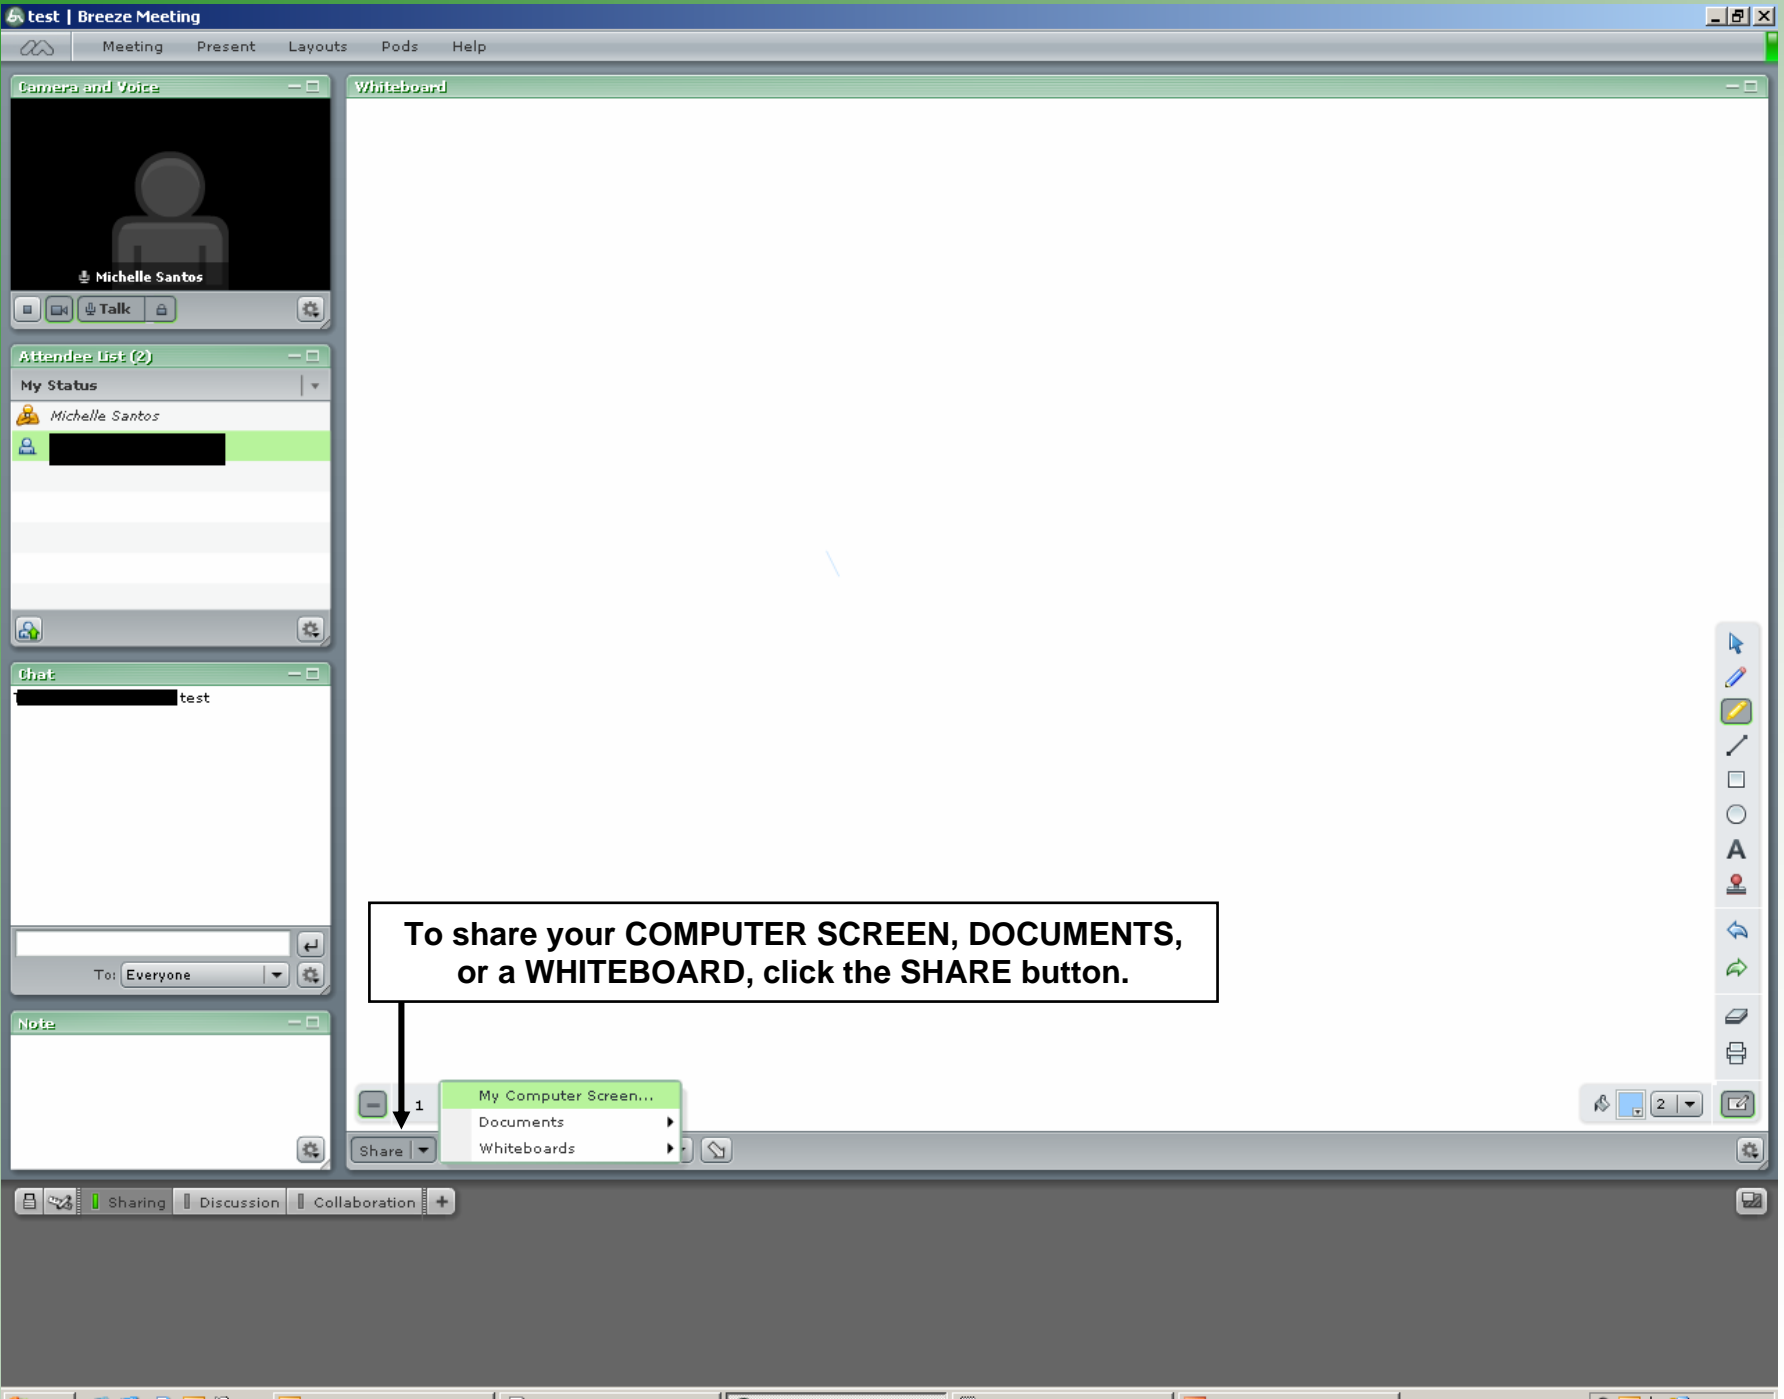 test | Breeze Meeting
Meeting Present Layouts Pods Help
Camera and Voice
Michelle Santos
Talk
Attendee List (2)
My Status
Michelle Santos
Chat
test
To: Everyone
Note
Whiteboard
To share your COMPUTER SCREEN, DOCUMENTS,
or a WHITEBOARD, click the SHARE button.
1
My Computer Screen...
Documents
Whiteboards
2
Share
Sharing Discussion Collaboration +